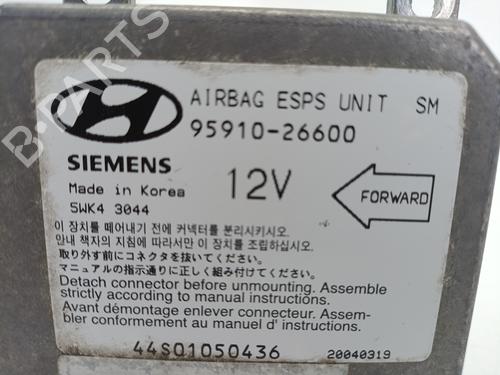 AIRBAG ESPS UNIT SM
95910-26600
SIEMENS
Made in Korea
12V
FORWARD
5WK4 3044
이 장치를 떼어내기 전에 커넥터를 분리시키시오.
안내 책자의 지침에 따라서만 이 장치를 조립하십시오.
取り外す前にコネクタを抜いてください。
マニュアルの指示通りに正しく組み付けてください
Detach connector before unmounting. Assemble
strictly according to manual instructions.
Avant démontage enlever connecteur. Assem-
bler conformement au manuel d' instructions.
44S01050436
20040319
B-PARTS